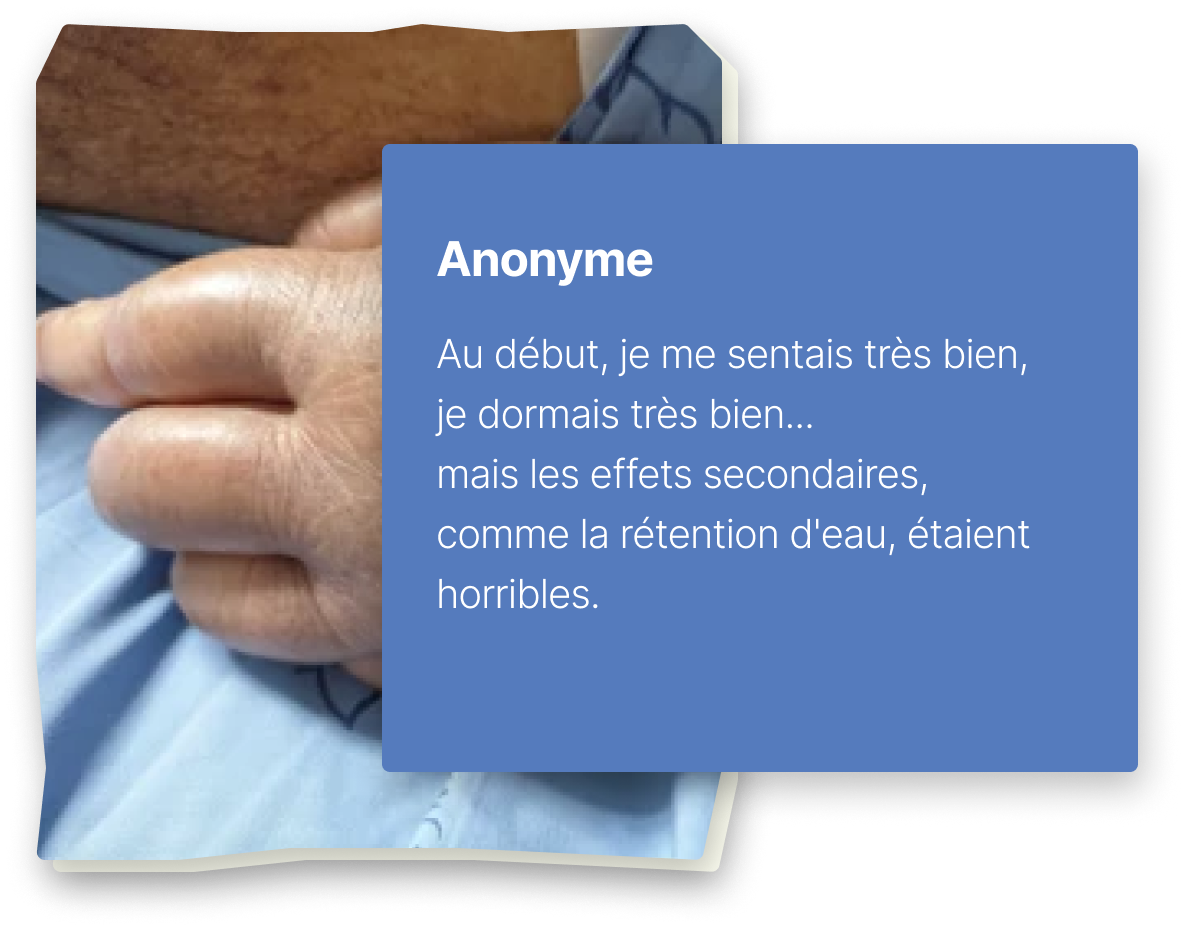 Anonyme
Au début, je me sentais très bien,
je dormais très bien...
mais les effets secondaires,
comme la rétention d'eau, étaient
horribles.